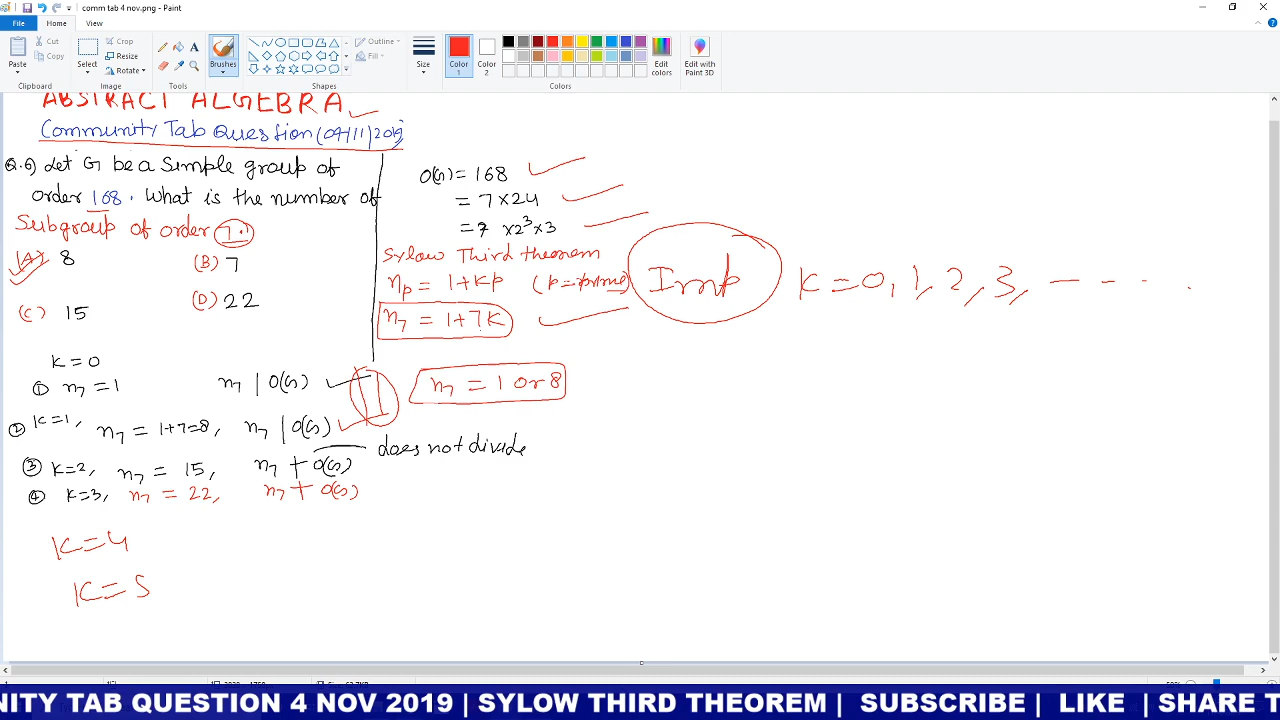 comm tab 4 nov.png - Paint
File Home View
Paste Cut Copy Clipboard
Select Crop Resize Rotate Image
Tools
Brushes
Shapes Outline Fill
Size
Color 1 Color 2 Edit colors Edit with Paint 3D
Colors
ABSTRACT ALGEBRA
Community Tab Question (04/11/2019)
Q.6) Let G be a simple group of
order 168. What is the number of
Subgroup of order 7.
(A) 8 (B) 7
(C) 15 (D) 22
K=0
① n₇ = 1 n₇ | O(G)
② K=1, n₇ = 1+7=8, n₇ | O(G)
③ K=2, n₇ = 15, n₇ ∤ O(G) does not divide
④ K=3, n₇ = 22, n₇ ∤ O(G)
K=4
K=5
O(G) = 168
= 7×24
= 7 ×2³×3
Sylow Third theorem
nₚ = 1+KP (P=prime)
n₇ = 1+7K
n₇ = 1 or 8
Imp K=0,1,2,3, - - - . . .
NITY TAB QUESTION 4 NOV 2019 | SYLOW THIRD THEOREM | SUBSCRIBE | LIKE | SHARE T